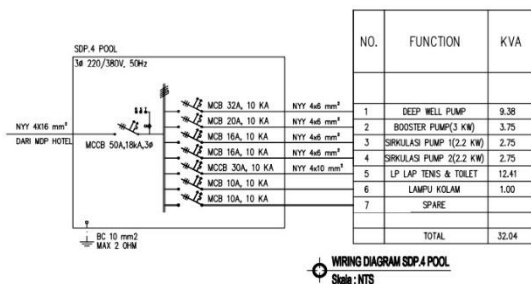 SDP.4 POOL
3ø 220/380V, 50Hz
NYY 4X16 mm²
DARI MDP HOTEL
MCCB 50A,18kA,3ø
MCB 32A, 10 KA NYY 4x6 mm²
MCB 20A, 10 KA NYY 4x6 mm²
MCB 16A, 10 KA NYY 4x6 mm²
MCB 16A, 10 KA NYY 4x6 mm²
MCCB 30A, 10 KA NYY 4x10 mm²
MCB 10A, 10 KA
MCB 10A, 10 KA
BC 10 mm2
MAX 2 OHM
NO. FUNCTION KVA
1 DEEP WELL PUMP 9.38
2 BOOSTER PUMP(3 KW) 3.75
3 SIRKULASI PUMP 1(2.2 KW) 2.75
4 SIRKULASI PUMP 2(2.2 KW) 2.75
5 LP LAP TENIS & TOILET 12.41
6 LAMPU KOLAM 1.00
7 SPARE
TOTAL 32.04
WIRING DIAGRAM SDP.4 POOL
Skala : NTS